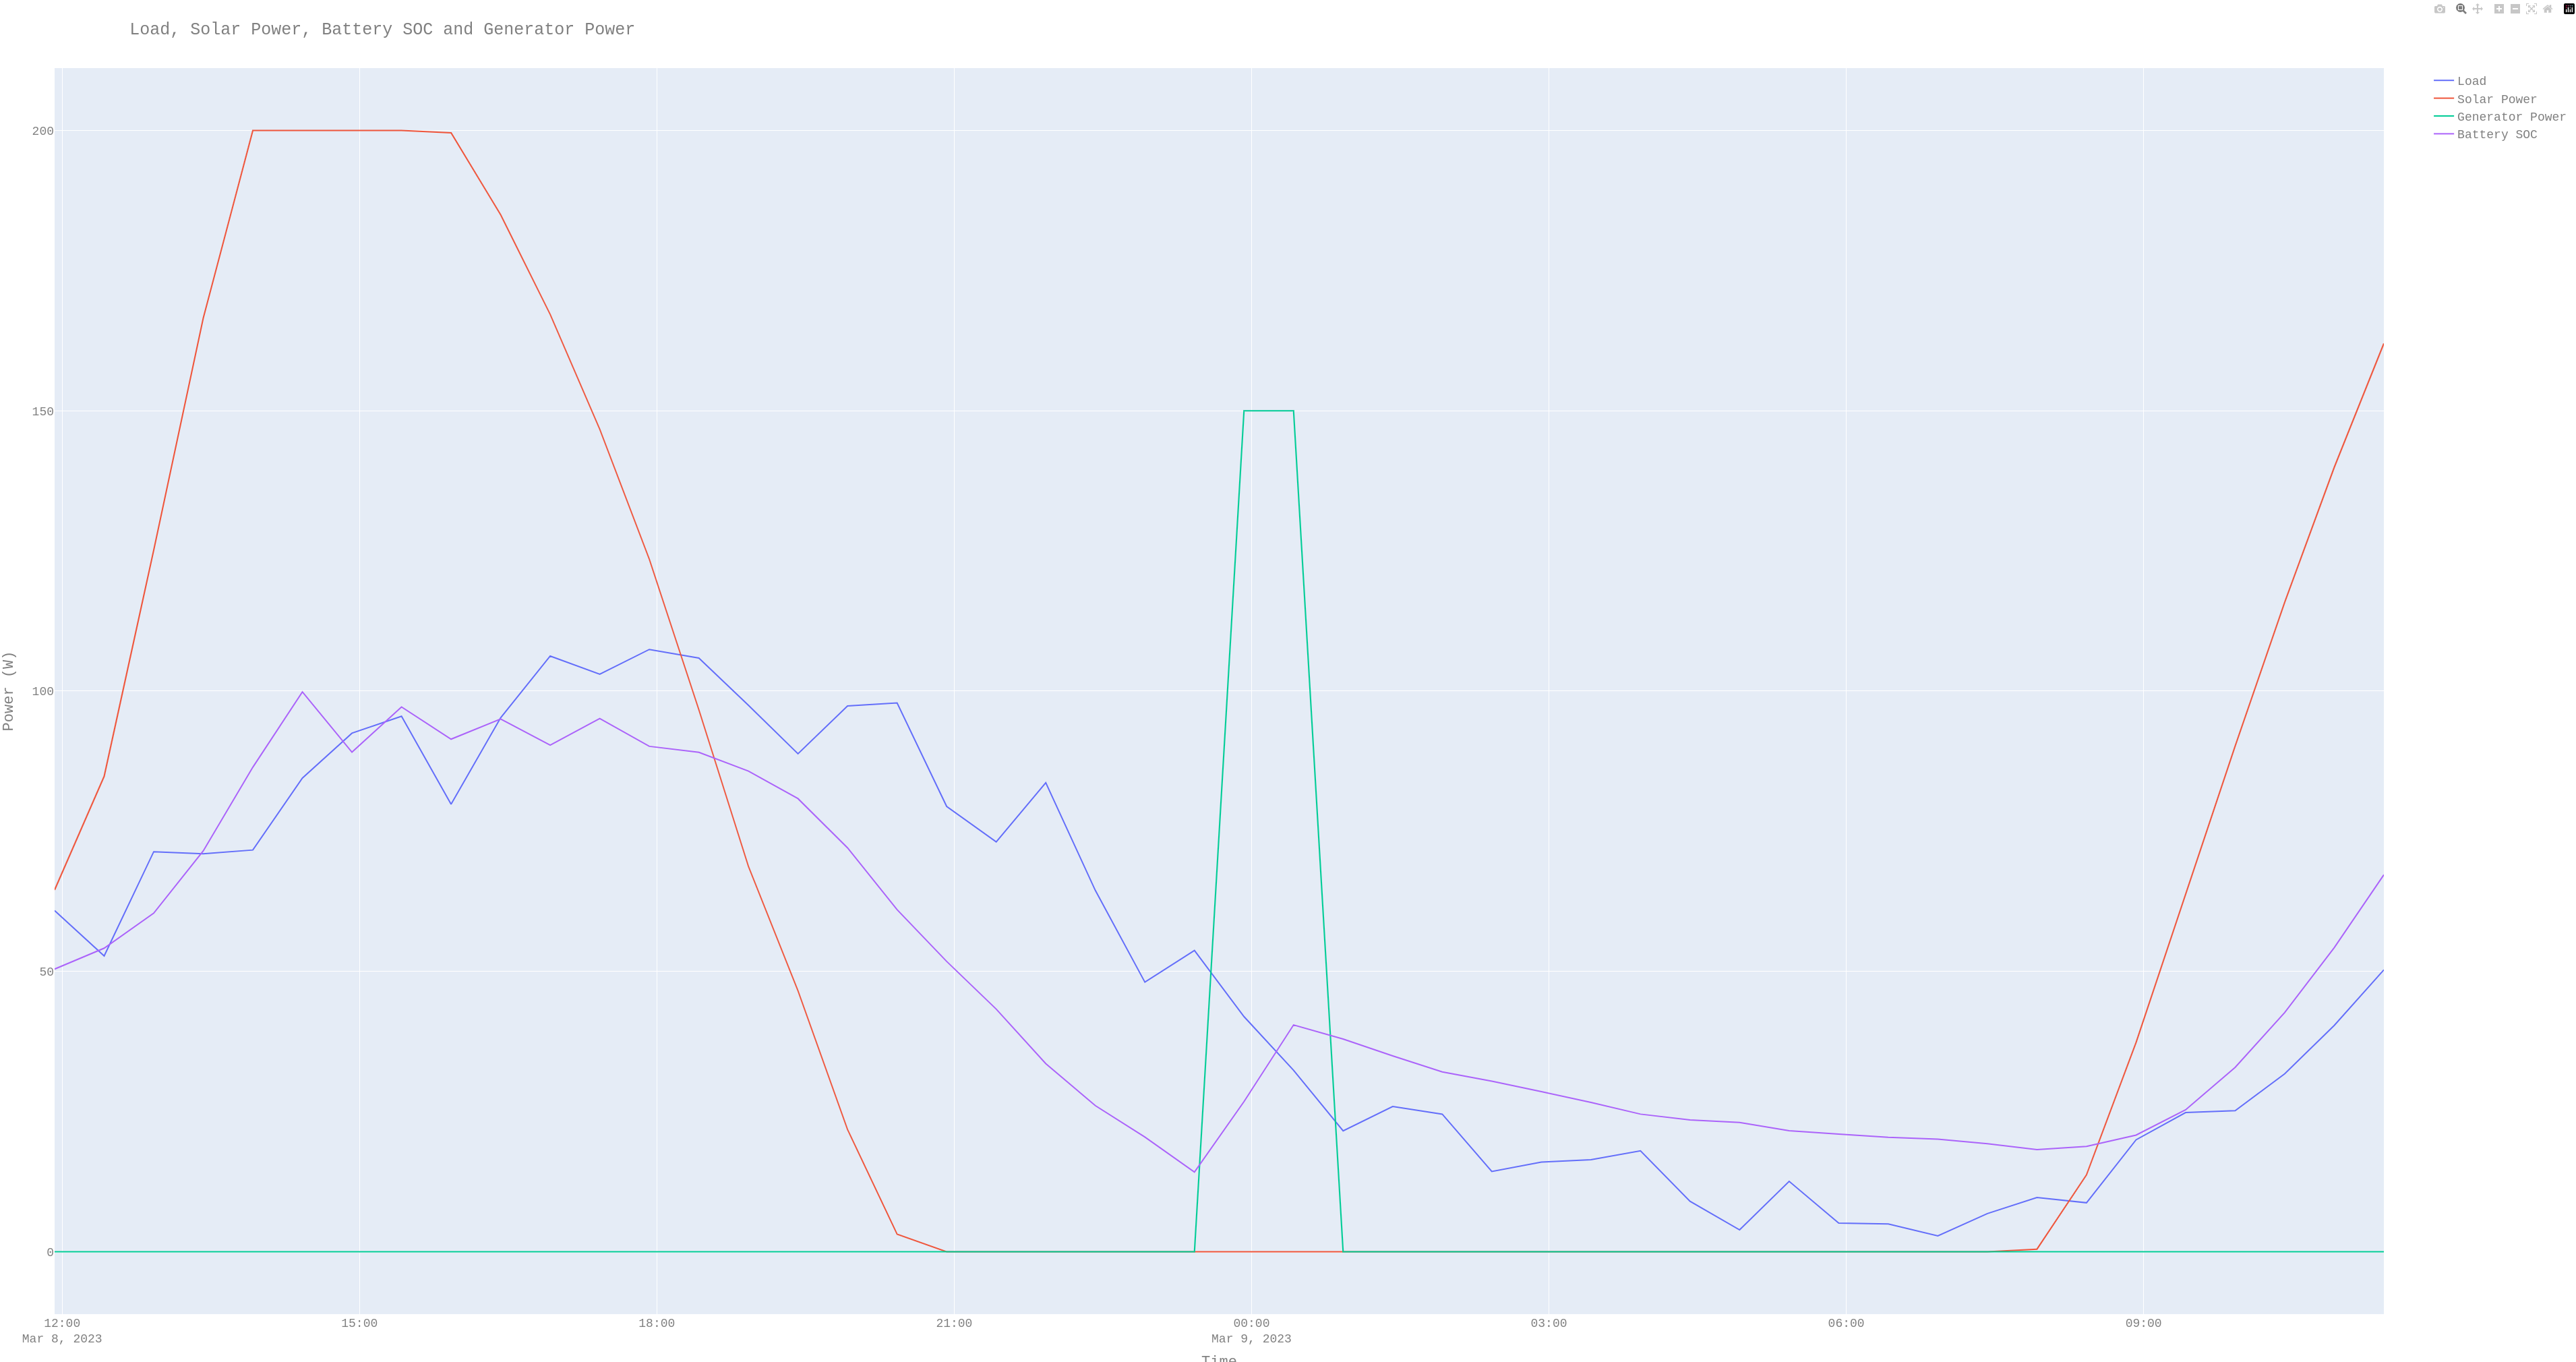 Load, Solar Power, Battery SOC and Generator Power
Load
Solar Power
Generator Power
Battery SOC
Power (W)
200
150
100
50
0
12:00
Mar 8, 2023
15:00
18:00
21:00
00:00
Mar 9, 2023
03:00
06:00
09:00
Time